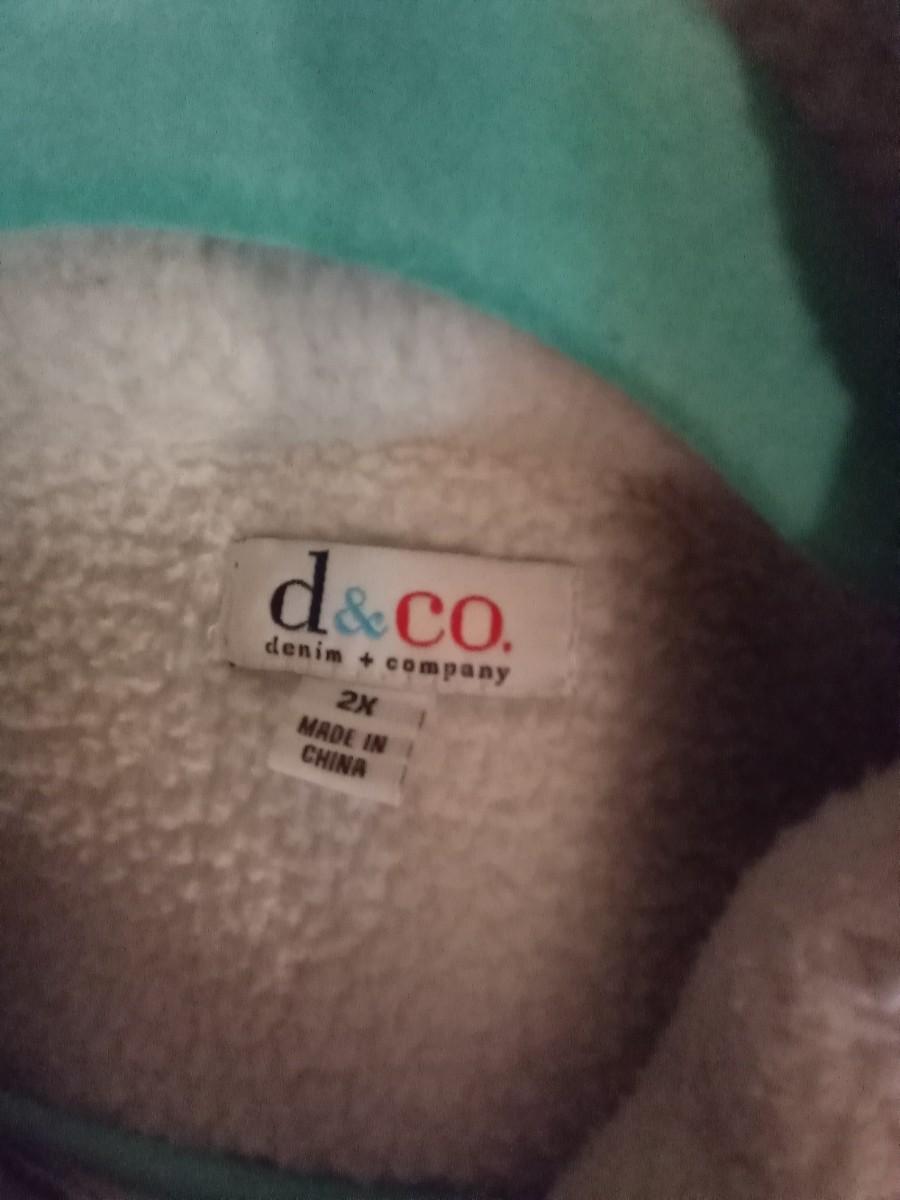 d&co.
denim + company
2X
MADE IN
CHINA